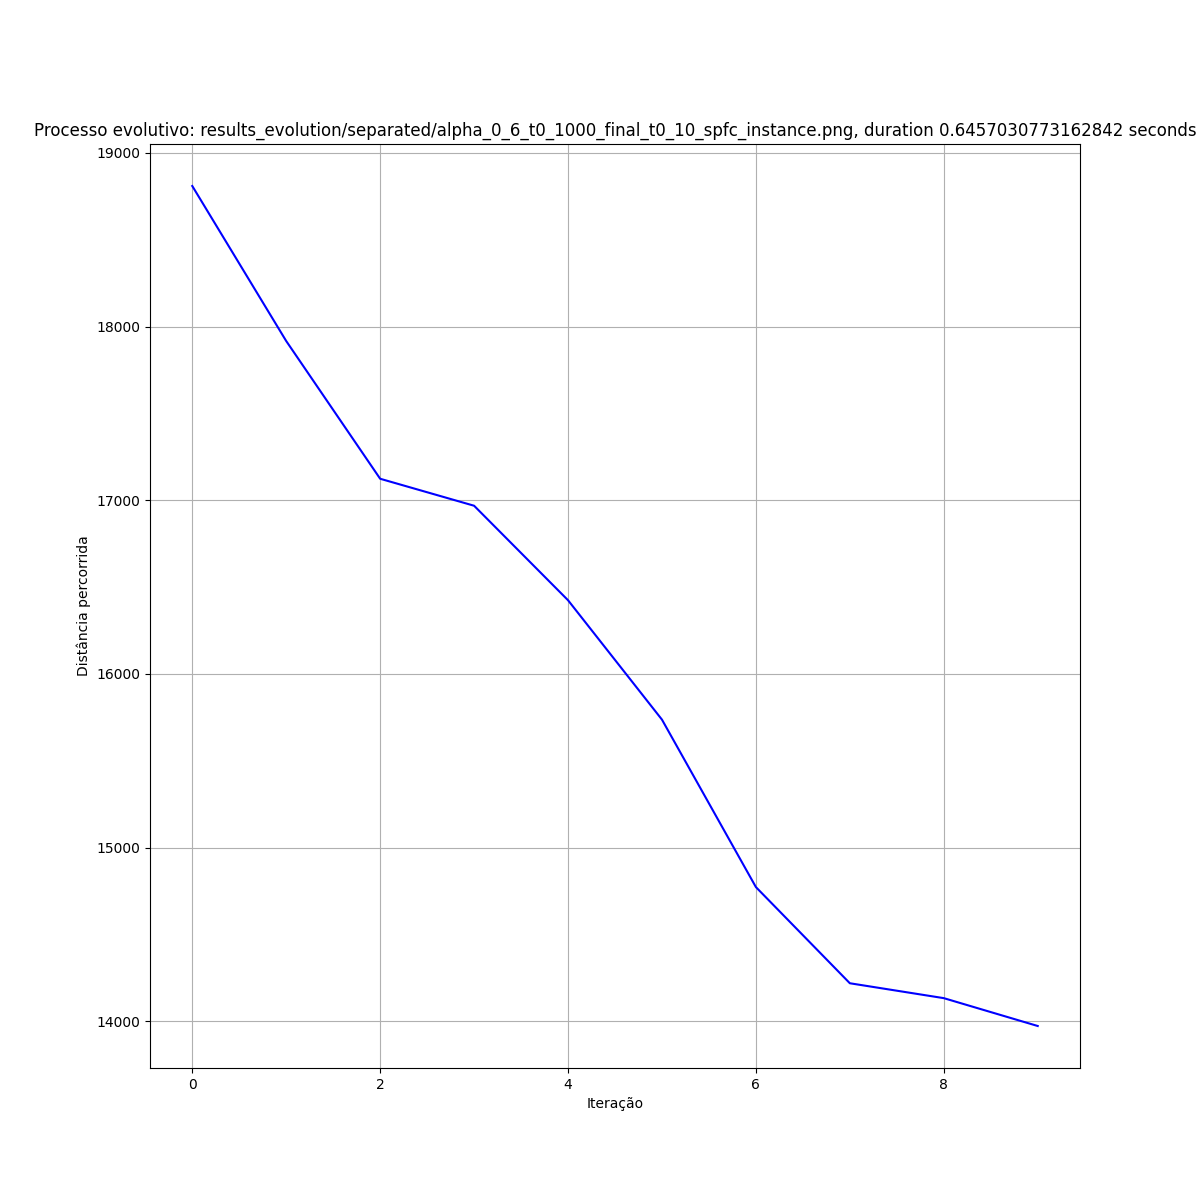 Processo evolutivo: results_evolution/separated/alpha_0_6_t0_1000_final_t0_10_spfc_instance.png, duration 0.6457030773162842 seconds
19000
18000
17000
16000
15000
14000
Distância percorrida
0 2 4 6 8
Iteração